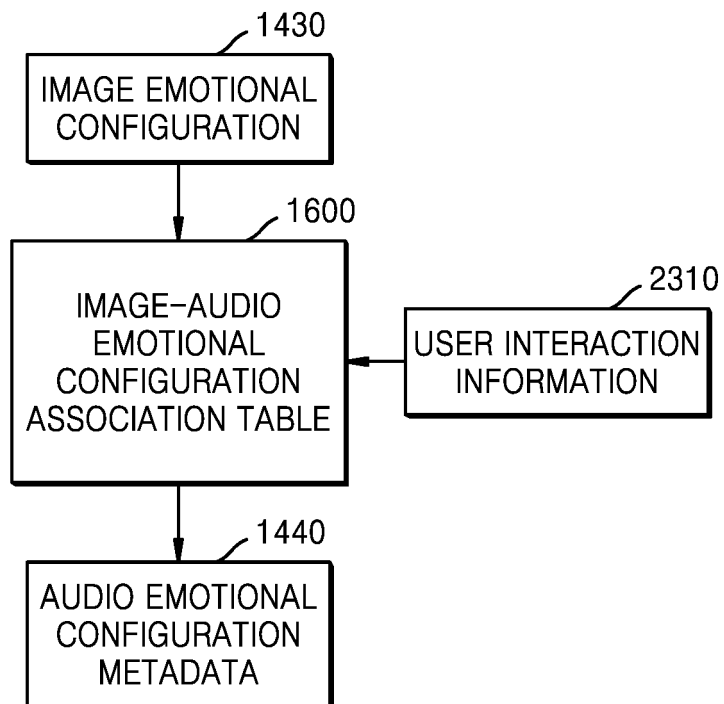 1430
IMAGE EMOTIONAL
CONFIGURATION
1600
IMAGE-AUDIO
EMOTIONAL
CONFIGURATION
ASSOCIATION TABLE
2310
USER INTERACTION
INFORMATION
1440
AUDIO EMOTIONAL
CONFIGURATION
METADATA